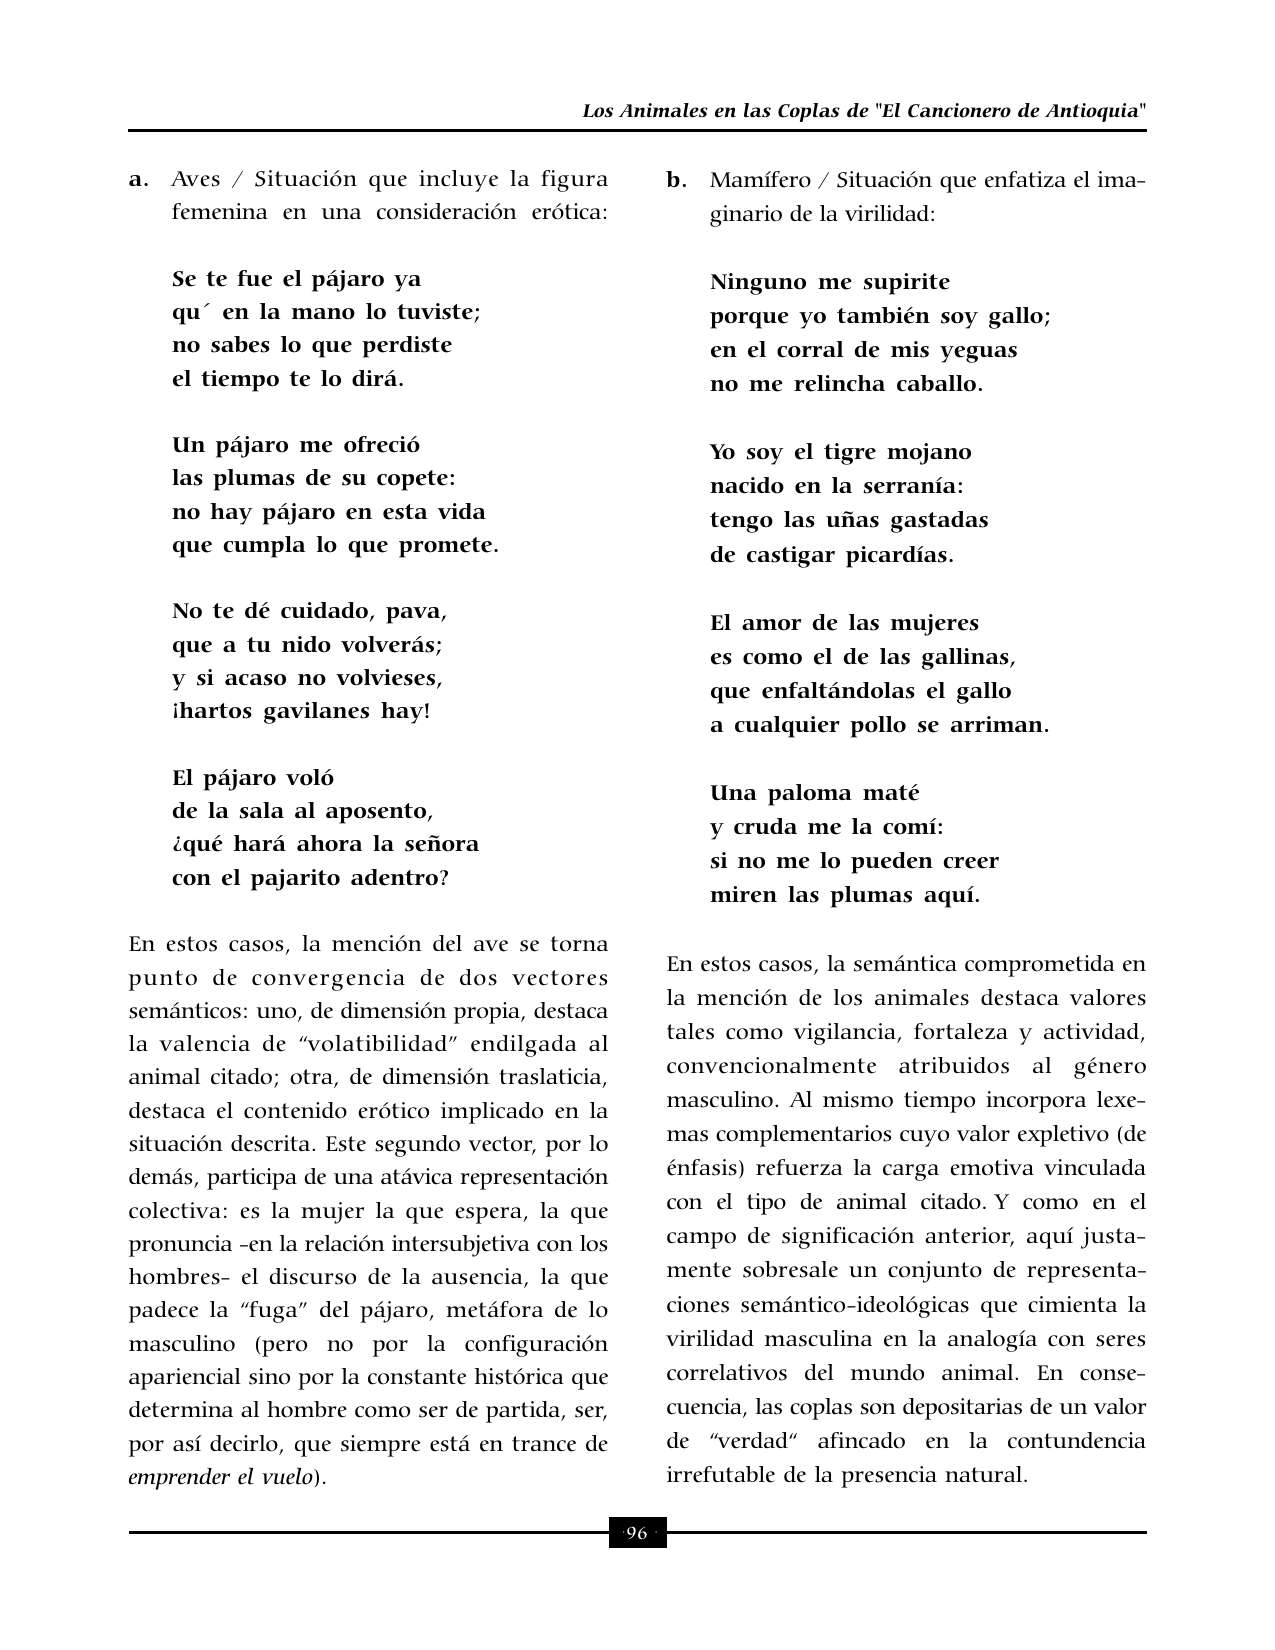 Los Animales en las Coplas de "El Cancionero de Antioquia"
a. Aves / Situación que incluye la figura
femenina en una consideración erótica:
Se te fue el pájaro ya
qu´ en la mano lo tuviste;
no sabes lo que perdiste
el tiempo te lo dirá.
Un pájaro me ofreció
las plumas de su copete:
no hay pájaro en esta vida
que cumpla lo que promete.
No te dé cuidado, pava,
que a tu nido volverás;
y si acaso no volvieses,
¡hartos gavilanes hay!
El pájaro voló
de la sala al aposento,
¿qué hará ahora la señora
con el pajarito adentro?
En estos casos, la mención del ave se torna
punto de convergencia de dos vectores
semánticos: uno, de dimensión propia, destaca
la valencia de “volatibilidad” endilgada al
animal citado; otra, de dimensión traslaticia,
destaca el contenido erótico implicado en la
situación descrita. Este segundo vector, por lo
demás, participa de una atávica representación
colectiva: es la mujer la que espera, la que
pronuncia -en la relación intersubjetiva con los
hombres- el discurso de la ausencia, la que
padece la “fuga” del pájaro, metáfora de lo
masculino (pero no por la configuración
apariencial sino por la constante histórica que
determina al hombre como ser de partida, ser,
por así decirlo, que siempre está en trance de
emprender el vuelo).
b. Mamífero / Situación que enfatiza el ima-
ginario de la virilidad:
Ninguno me supirite
porque yo también soy gallo;
en el corral de mis yeguas
no me relincha caballo.
Yo soy el tigre mojano
nacido en la serranía:
tengo las uñas gastadas
de castigar picardías.
El amor de las mujeres
es como el de las gallinas,
que enfaltándolas el gallo
a cualquier pollo se arriman.
Una paloma maté
y cruda me la comí:
si no me lo pueden creer
miren las plumas aquí.
En estos casos, la semántica comprometida en
la mención de los animales destaca valores
tales como vigilancia, fortaleza y actividad,
convencionalmente atribuidos al género
masculino. Al mismo tiempo incorpora lexe-
mas complementarios cuyo valor expletivo (de
énfasis) refuerza la carga emotiva vinculada
con el tipo de animal citado. Y como en el
campo de significación anterior, aquí justa-
mente sobresale un conjunto de representa-
ciones semántico-ideológicas que cimienta la
virilidad masculina en la analogía con seres
correlativos del mundo animal. En conse-
cuencia, las coplas son depositarias de un valor
de “verdad“ afincado en la contundencia
irrefutable de la presencia natural.
·96·